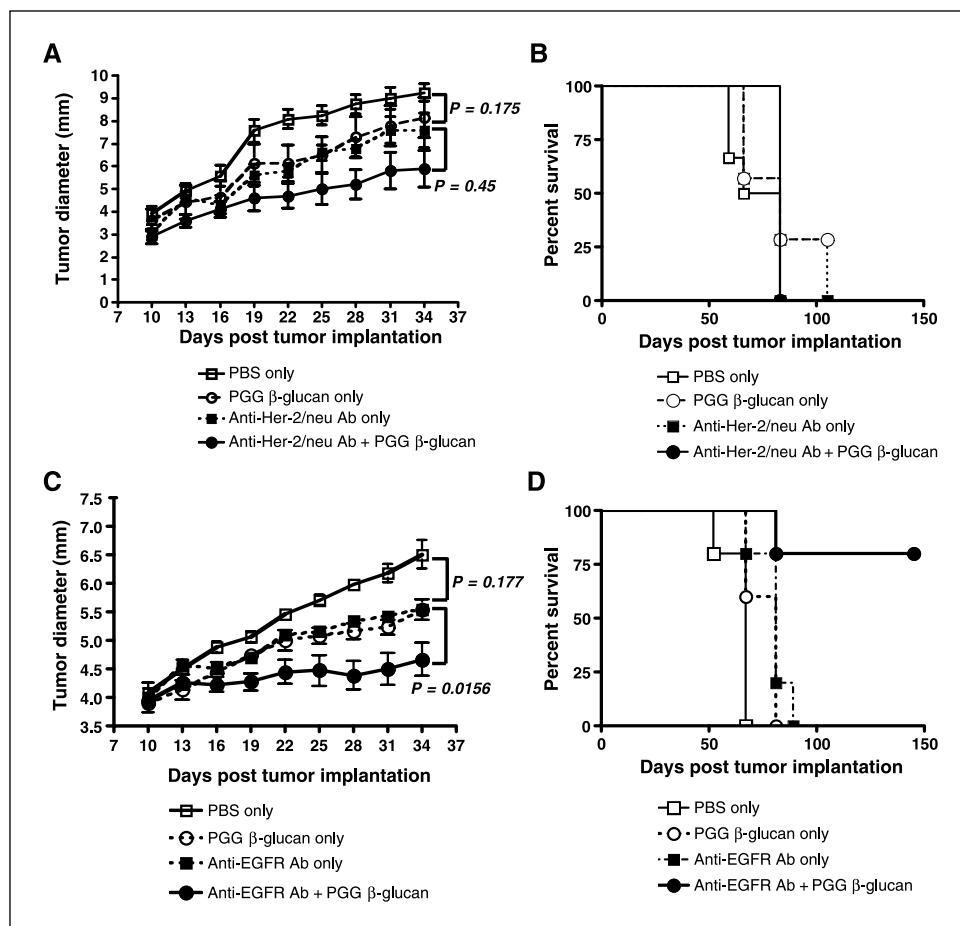 A
Tumor diameter (mm)
10
9
8
7
6
5
4
3
2
1
0
7 10 13 16 19 22 25 28 31 34 37
Days post tumor implantation
P = 0.175
P = 0.45
PBS only
PGG β-glucan only
Anti-Her-2/neu Ab only
Anti-Her-2/neu Ab + PGG β-glucan
B
Percent survival
100
75
50
25
0
0 50 100 150
Days post tumor implantation
PBS only
PGG β-glucan only
Anti-Her-2/neu Ab only
Anti-Her-2/neu Ab + PGG β-glucan
C
Tumor diameter (mm)
7.5
7.0
6.5
6.0
5.5
5.0
4.5
4.0
3.5
7 10 13 16 19 22 25 28 31 34 37
Days post tumor implantation
P = 0.177
P = 0.0156
PBS only
PGG β-glucan only
Anti-EGFR Ab only
Anti-EGFR Ab + PGG β-glucan
D
Percent survival
100
75
50
25
0
0 50 100 150
Days post tumor implantation
PBS only
PGG β-glucan only
Anti-EGFR Ab only
Anti-EGFR Ab + PGG β-glucan